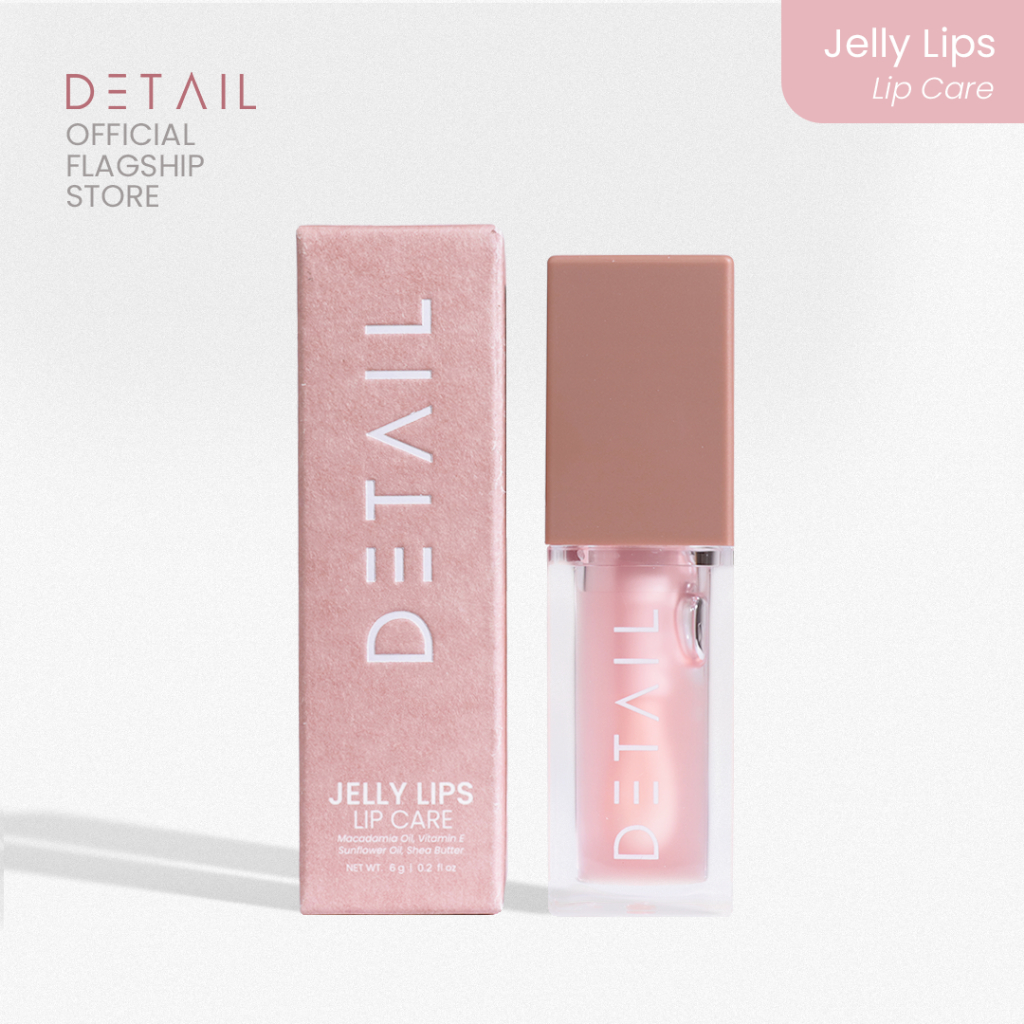 DETAIL
OFFICIAL
FLAGSHIP
STORE
Jelly Lips
Lip Care
DETAIL
JELLY LIPS
LIP CARE
Macadamia Oil, Vitamin E
Sunflower Oil, Shea Butter
NET WT 6 g | 0.2 fl.oz
DETAIL